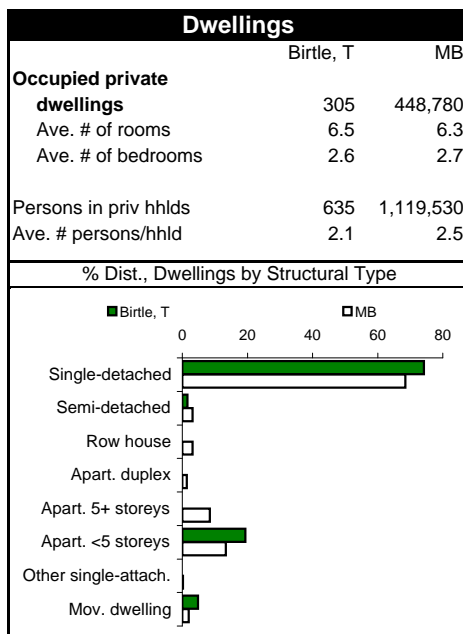 Dwellings
Birtle, T MB
Occupied private
dwellings 305 448,780
Ave. # of rooms 6.5 6.3
Ave. # of bedrooms 2.6 2.7
Persons in priv hhlds 635 1,119,530
Ave. # persons/hhld 2.1 2.5
% Dist., Dwellings by Structural Type
Birtle, T MB
0 20 40 60 80
Single-detached
Semi-detached
Row house
Apart. duplex
Apart. 5+ storeys
Apart. <5 storeys
Other single-attach.
Mov. dwelling